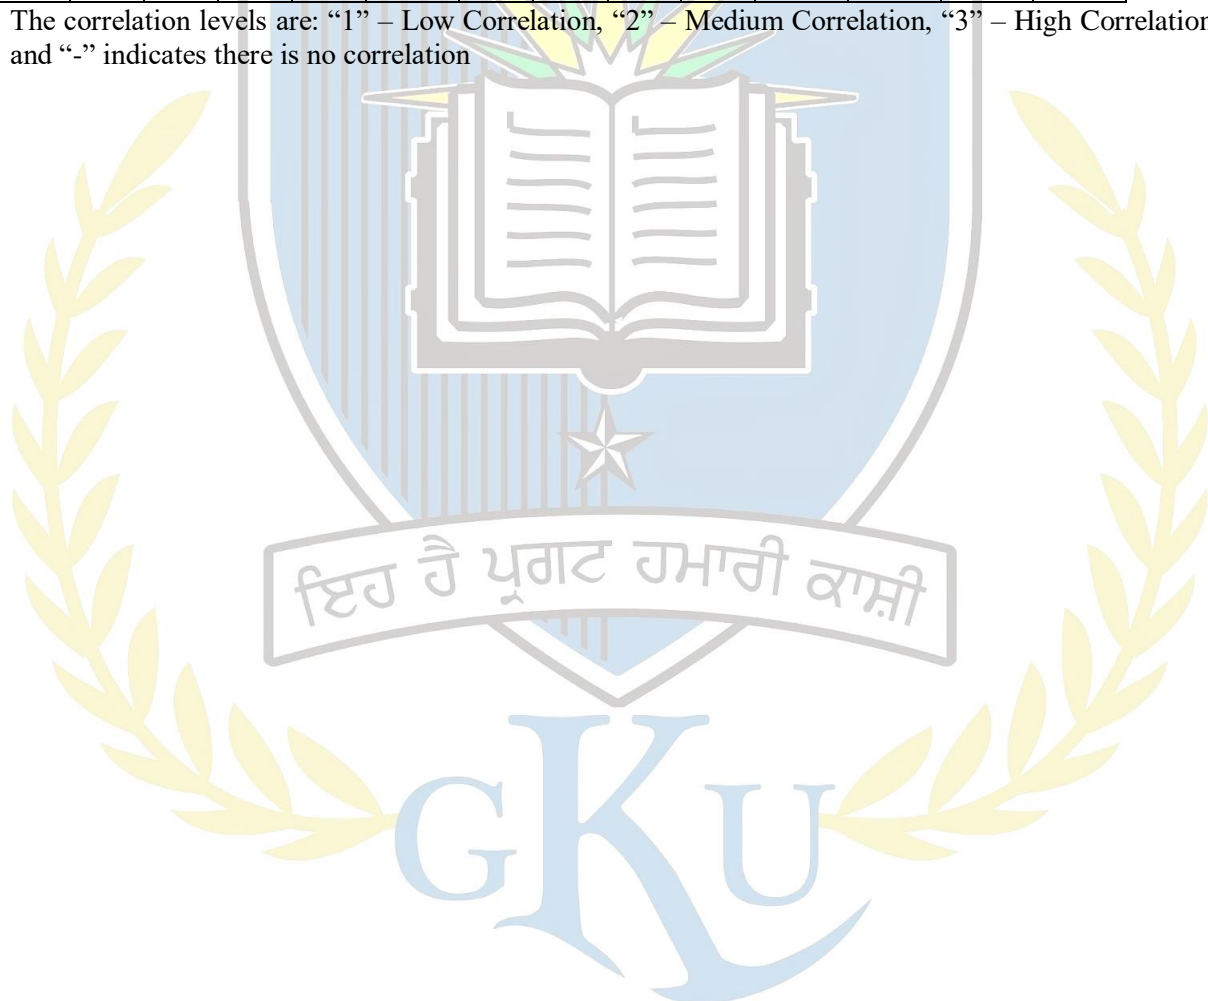 The correlation levels are: “1” – Low Correlation, “2” – Medium Correlation, “3” – High Correlation
and “-” indicates there is no correlation
ਇਹ ਹੈ ਪ੍ਰਗਟ ਹਮਾਰੀ ਕਾਸ਼ੀ
GKU